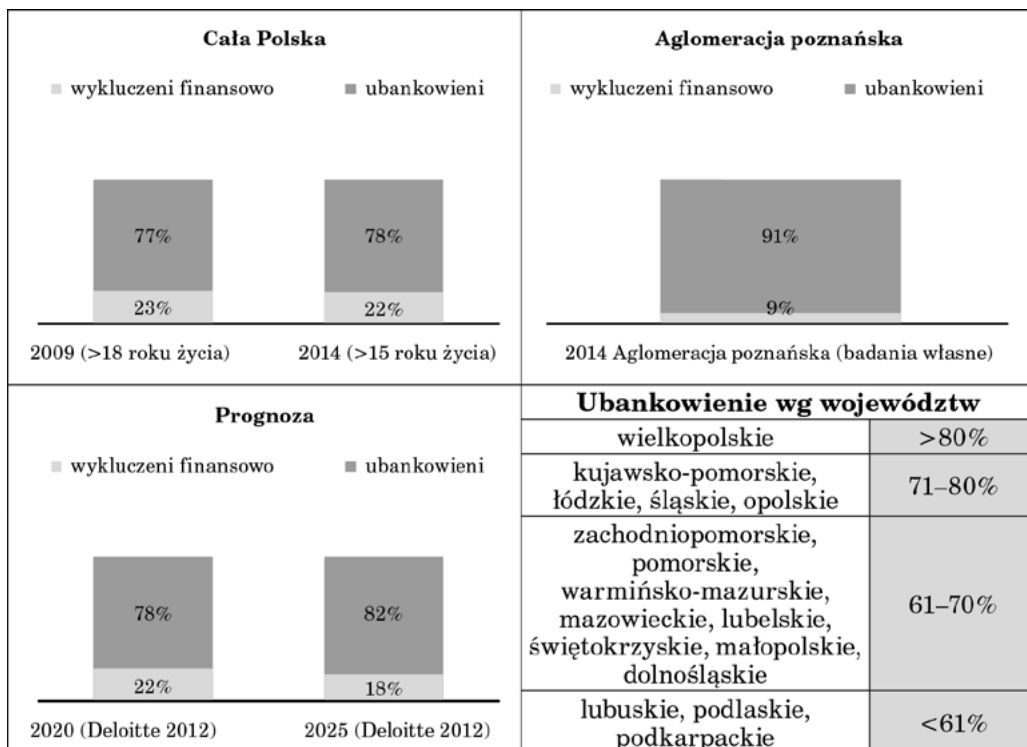 Cała Polska
wykluczeni finansowo ubankowieni
77% 78%
23% 22%
2009 (>18 roku życia) 2014 (>15 roku życia)
Aglomeracja poznańska
wykluczeni finansowo ubankowieni
91%
9%
2014 Aglomeracja poznańska (badania własne)
Prognoza
wykluczeni finansowo ubankowieni
78% 82%
22% 18%
2020 (Deloitte 2012) 2025 (Deloitte 2012)
Ubankowienie wg województw
wielkopolskie >80%
kujawsko-pomorskie,
łódzkie, śląskie, opolskie
71–80%
zachodniopomorskie,
pomorskie,
warmińsko-mazurskie,
mazowieckie, lubelskie,
świętokrzyskie, małopolskie,
dolnośląskie
61–70%
lubuskie, podlaskie,
podkarpackie
<61%